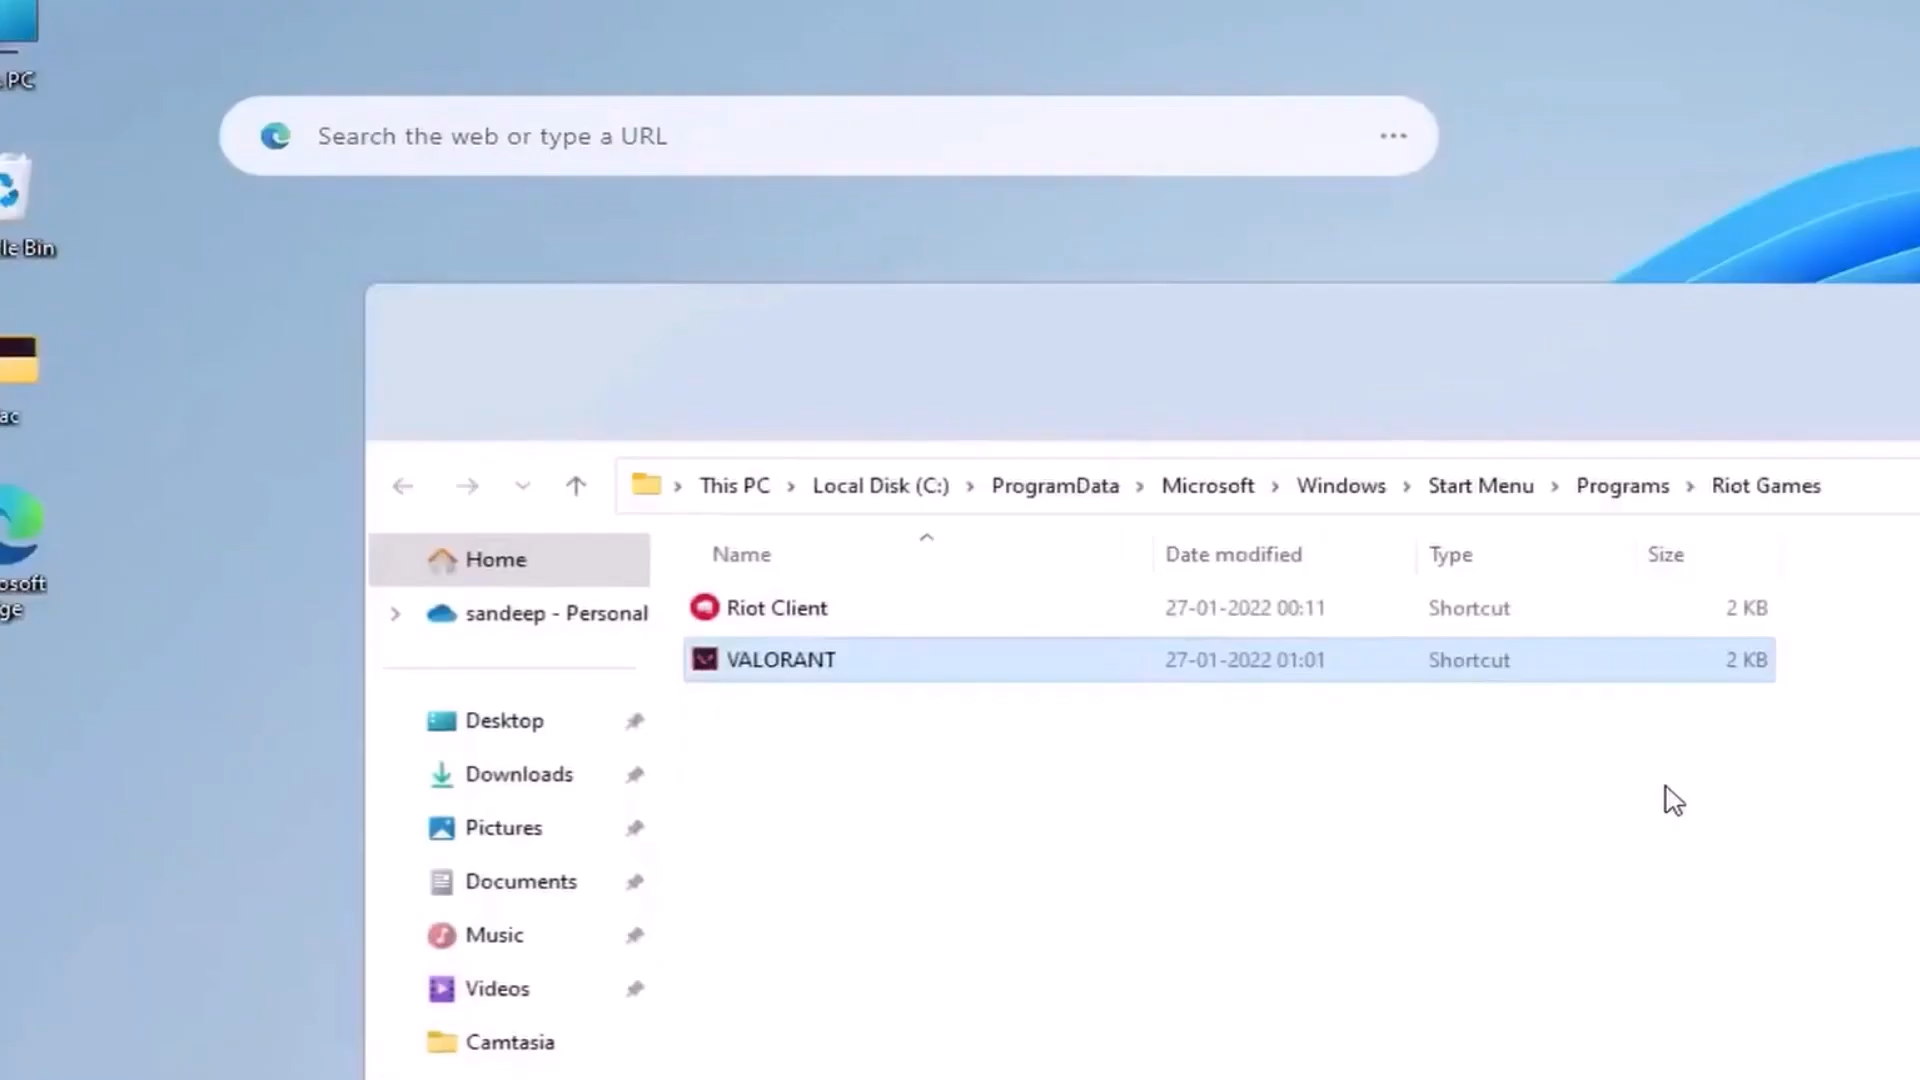 PC
Search the web or type a URL
le Bin
ac
osoft
ge
This PC > Local Disk (C:) > ProgramData > Microsoft > Windows > Start Menu > Programs > Riot Games
Name Date modified Type Size
Riot Client 27-01-2022 00:11 Shortcut 2 KB
VALORANT 27-01-2022 01:01 Shortcut 2 KB
Home
sandeep - Personal
Desktop
Downloads
Pictures
Documents
Music
Videos
Camtasia